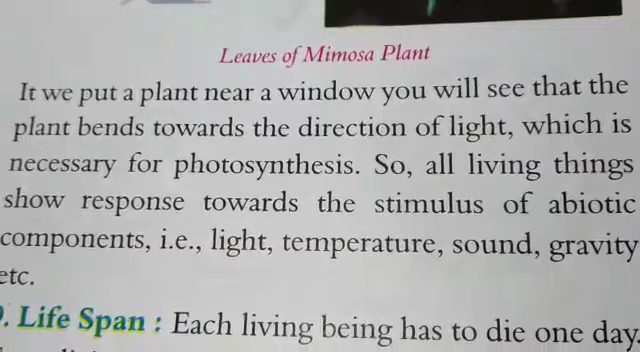 Leaves of Mimosa Plant
It we put a plant near a window you will see that the
plant bends towards the direction of light, which is
necessary for photosynthesis. So, all living things
show response towards the stimulus of abiotic
components, i.e., light, temperature, sound, gravity
etc.
. Life Span : Each living being has to die one day.